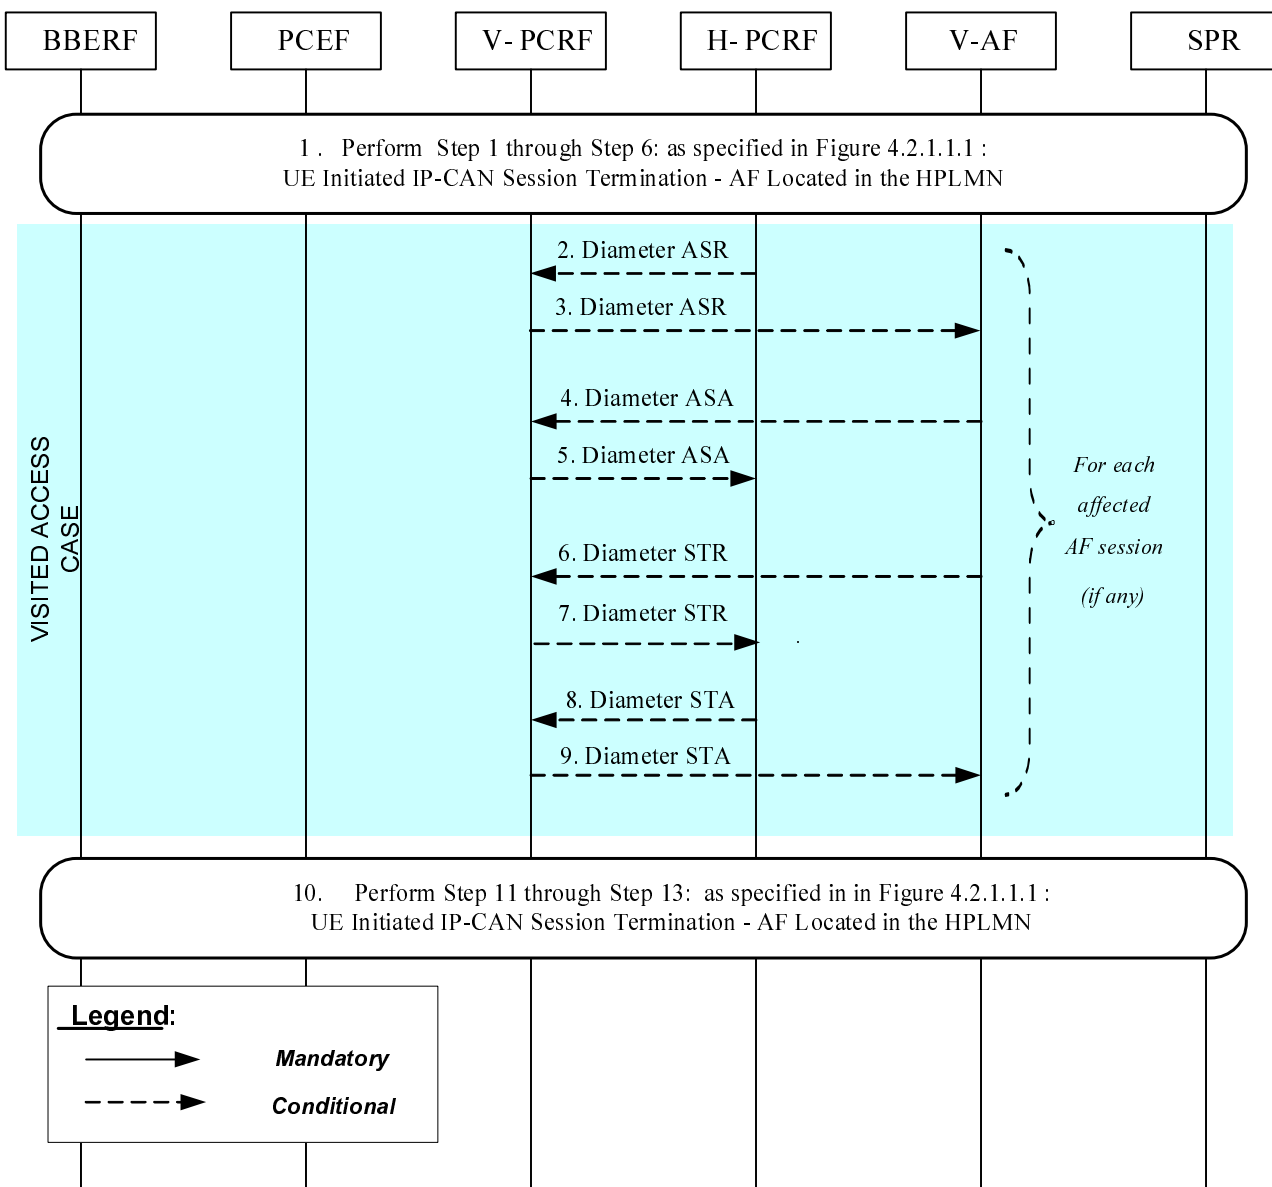 BBERF
PCEF
V- PCRF
H- PCRF
V-AF
SPR
1 . Perform Step 1 through Step 6: as specified in Figure 4.2.1.1.1 :
UE Initiated IP-CAN Session Termination - AF Located in the HPLMN
2. Diameter ASR
3. Diameter ASR
4. Diameter ASA
5. Diameter ASA
6. Diameter STR
7. Diameter STR
8. Diameter STA
9. Diameter STA
For each
affected
AF session
(if any)
VISITED ACCESS
CASE
10. Perform Step 11 through Step 13: as specified in in Figure 4.2.1.1.1 :
UE Initiated IP-CAN Session Termination - AF Located in the HPLMN
Legend:
Mandatory
Conditional